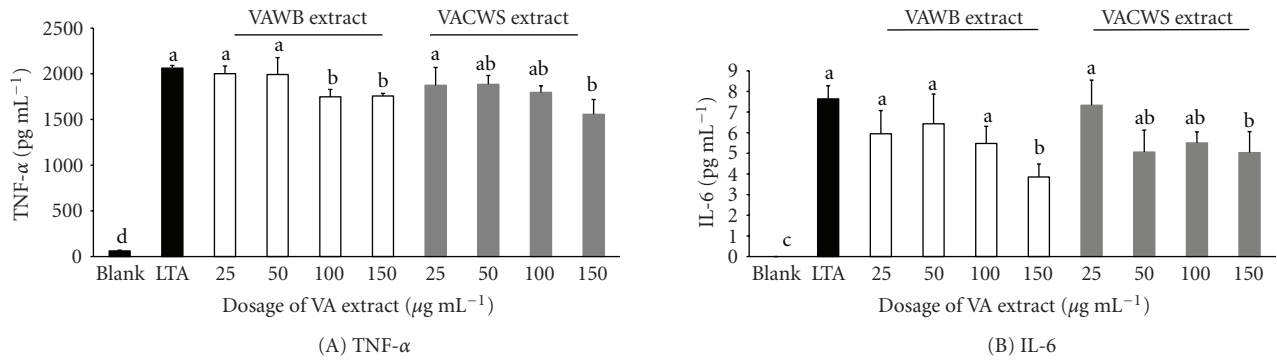 VAWB extract VACWS extract
2500
2000
1500
1000
500
0
TNF-α (pg mL−1)
d a a a b b a ab ab b
Blank LTA 25 50 100 150 25 50 100 150
Dosage of VA extract (μg mL−1)
(A) TNF-α
VAWB extract VACWS extract
9
8
7
6
5
4
3
2
1
0
IL-6 (pg mL−1)
c a a a a b a ab ab b
Blank LTA 25 50 100 150 25 50 100 150
Dosage of VA extract (μg mL−1)
(B) IL-6